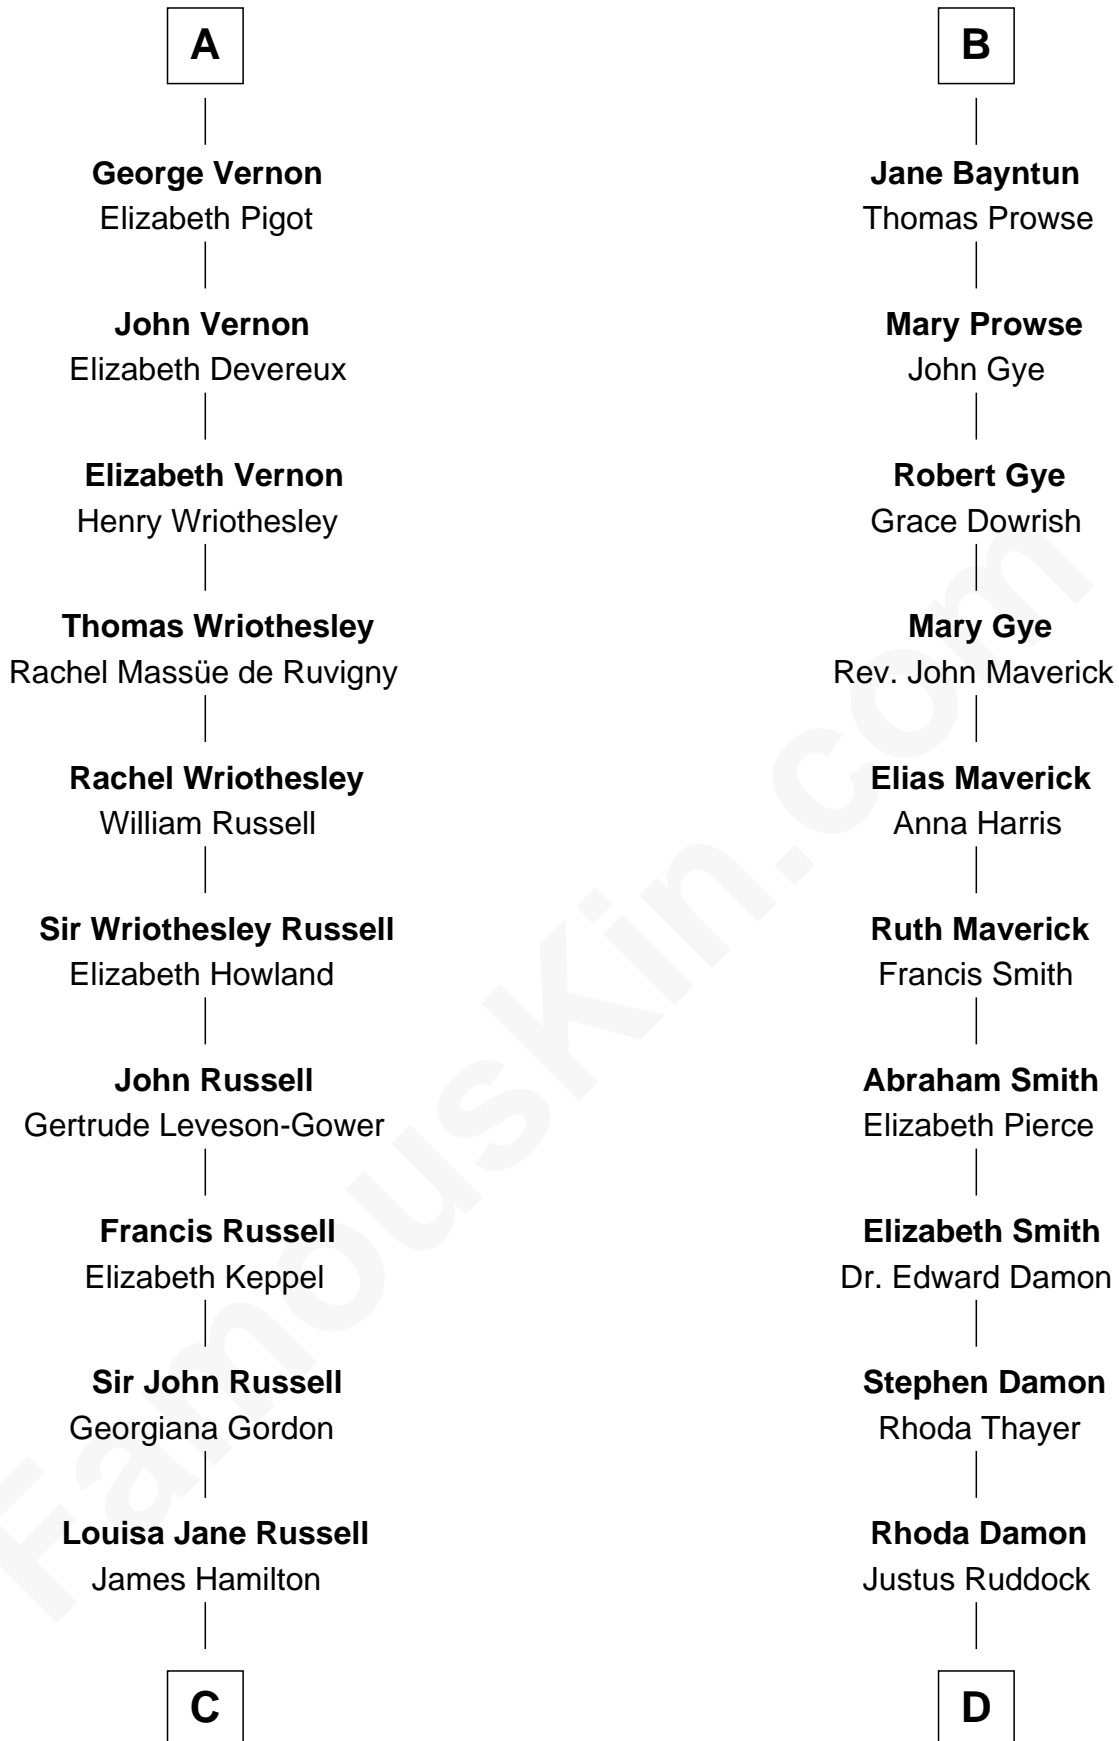 A
George Vernon
Elizabeth Pigot
John Vernon
Elizabeth Devereux
Elizabeth Vernon
Henry Wriothesley
Thomas Wriothesley
Rachel Massüe de Ruvigny
Rachel Wriothesley
William Russell
Sir Wriothesley Russell
Elizabeth Howland
John Russell
Gertrude Leveson-Gower
Francis Russell
Elizabeth Keppel
Sir John Russell
Georgiana Gordon
Louisa Jane Russell
James Hamilton
C
B
Jane Bayntun
Thomas Prowse
Mary Prowse
John Gye
Robert Gye
Grace Dowrish
Mary Gye
Rev. John Maverick
Elias Maverick
Anna Harris
Ruth Maverick
Francis Smith
Abraham Smith
Elizabeth Pierce
Elizabeth Smith
Dr. Edward Damon
Stephen Damon
Rhoda Thayer
Rhoda Damon
Justus Ruddock
D
FamousKin.com